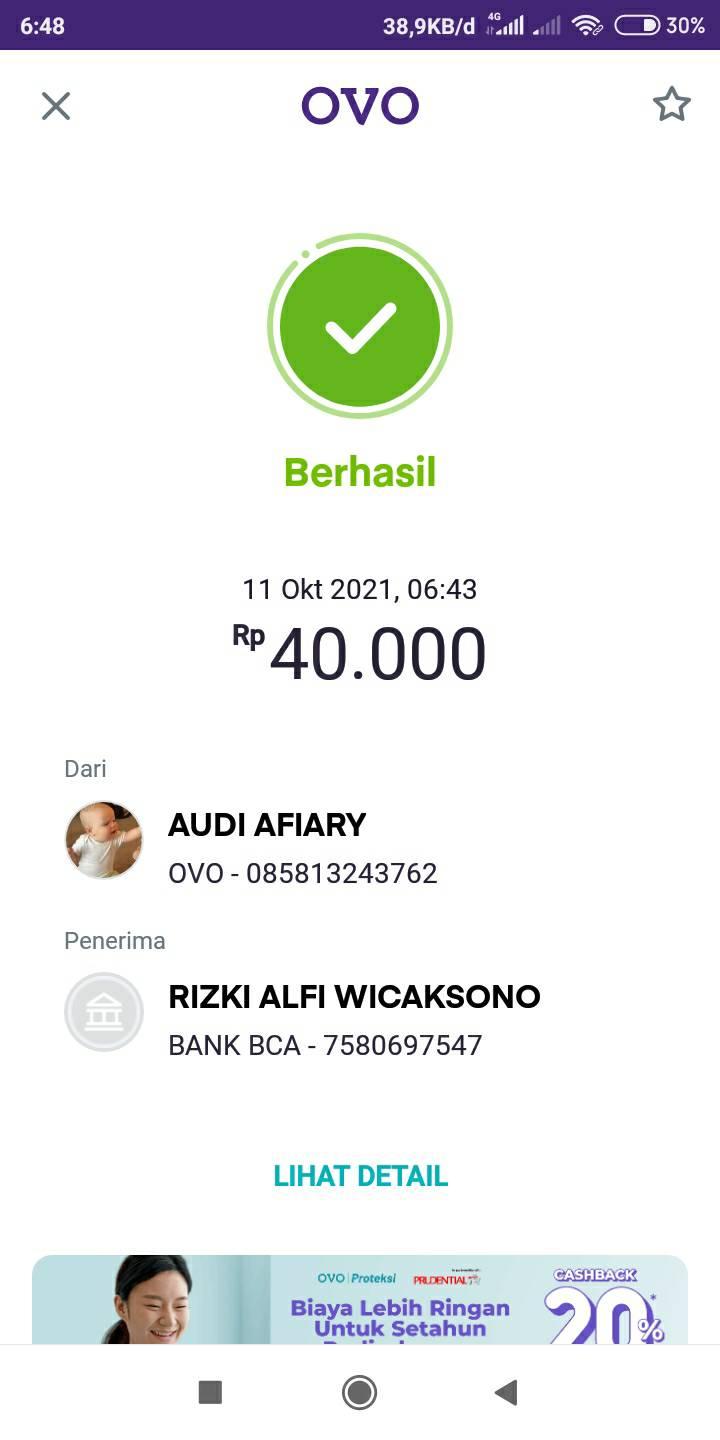 6:48
38,9KB/d 4G 30%
OVO
Berhasil
11 Okt 2021, 06:43
Rp 40.000
Dari
AUDI AFIARY
OVO - 085813243762
Penerima
RIZKI ALFI WICAKSONO
BANK BCA - 7580697547
LIHAT DETAIL
OVO | Proteksi
PRUDENTIAL
CASHBACK
Biaya Lebih Ringan
Untuk Setahun
20%*